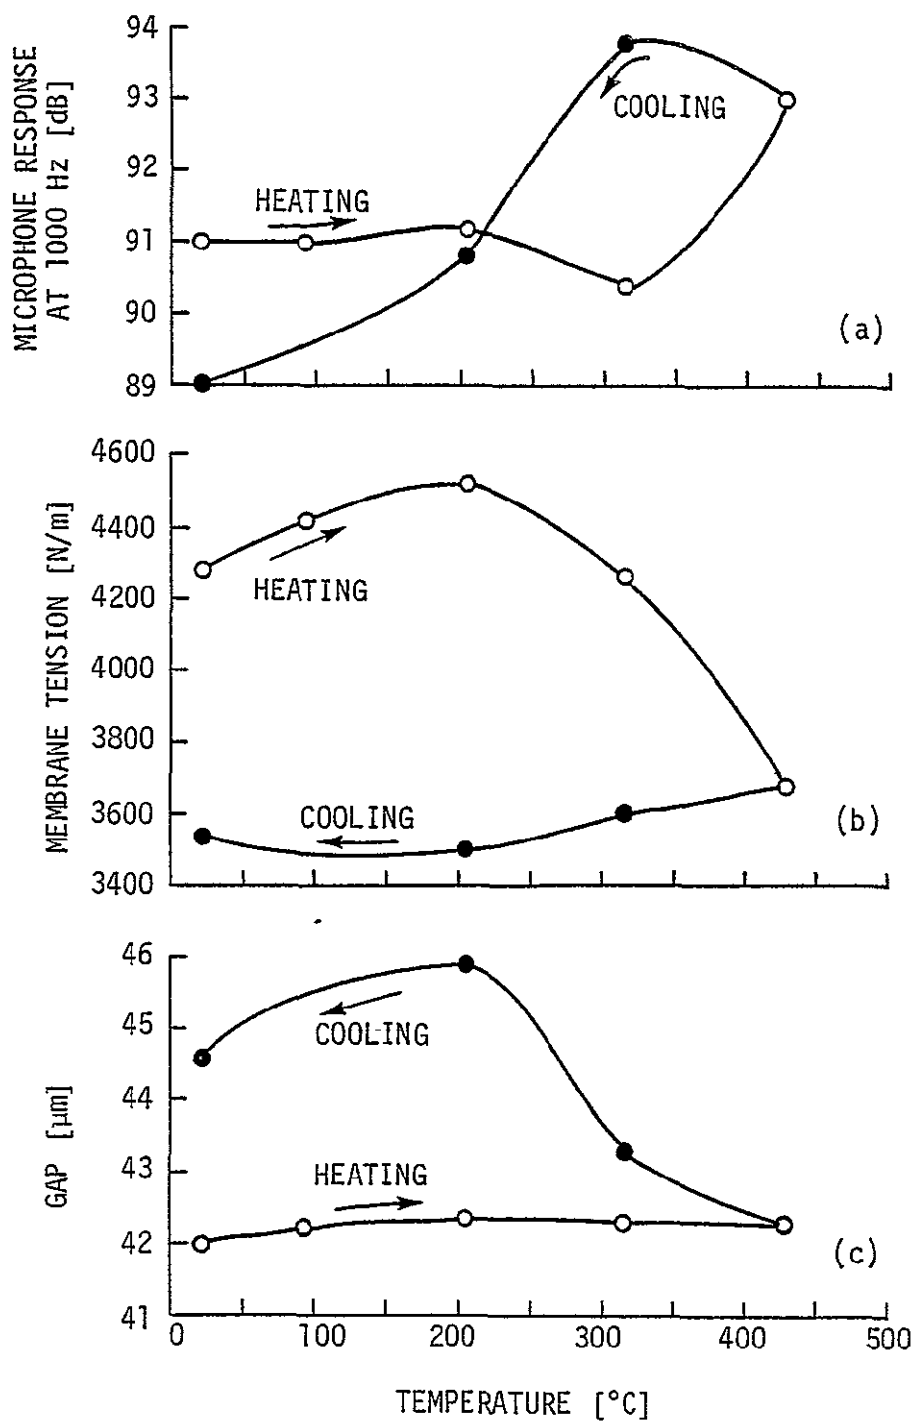 MICROPHONE RESPONSE
AT 1000 Hz [dB]
94
93
92
91
90
89
HEATING
COOLING
(a)
MEMBRANE TENSION [N/m]
4600
4400
4200
4000
3800
3600
3400
HEATING
COOLING
(b)
GAP [µm]
46
45
44
43
42
41
COOLING
HEATING
(c)
0
100
200
300
400
500
TEMPERATURE [°C]